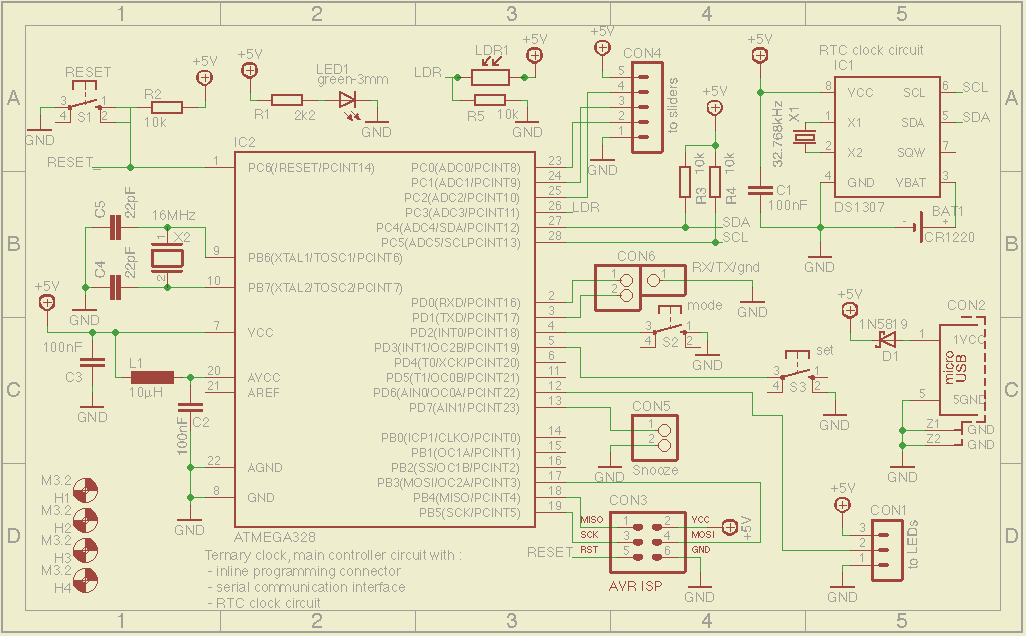 1 2 3 4 5
A
B
C
D
RESET
3
4
1
2
S1
GND
+5V
R2
10k
RESET
+5V
R1
2k2
LED1
green-3mm
GND
LDR
LDR1
+5V
R5
10k
GND
+5V
CON4
5
4
3
2
1
to sliders
GND
+5V
R3
10k
R4
10k
SDA
SCL
+5V
RTC clock circuit
IC1
VCC
X1
X2
GND
SCL
SDA
SQW
VBAT
8
1
2
4
6
5
7
3
SCL
SDA
32.768kHz
X1
C1
100nF
DS1307
BAT1
-
+
CR1220
GND
IC2
1 PC6(/RESET/PCINT14)
9 PB6(XTAL1/TOSC1/PCINT6)
10 PB7(XTAL2/TOSC2/PCINT7)
7 VCC
20 AVCC
21 AREF
22 AGND
8 GND
PC0(ADC0/PCINT8) 23
PC1(ADC1/PCINT9) 24
PC2(ADC2/PCINT10) 25
PC3(ADC3/PCINT11) 26 LDR
PC4(ADC4/SDA/PCINT12) 27
PC5(ADC5/SCLPCINT13) 28
PD0(RXD/PCINT16) 2
PD1(TXD/PCINT17) 3
PD2(INT0/PCINT18) 4
PD3(INT1/OC2B/PCINT19) 5
PD4(T0/XCK/PCINT20) 6
PD5(T1/OC0B/PCINT21) 11
PD6(AIN0/OC0A/PCINT22) 12
PD7(AIN1/PCINT23) 13
PB0(ICP1/CLKO/PCINT0) 14
PB1(OC1A/PCINT1) 15
PB2(SS/OC1B/PCINT2) 16
PB3(MOSI/OC2A/PCINT3) 17
PB4(MISO/PCINT4) 18
PB5(SCK/PCINT5) 19
ATMEGA328
C5
22pF
C4
22pF
16MHz
X2
1
2
GND
+5V
100nF
C3
GND
L1
10µH
100nF
C2
GND
CON6
1
2
1
RX/TX/gnd
GND
mode
3
4
1
2
S2
GND
set
3
4
1
2
S3
GND
CON5
1
2
Snooze
GND
+5V
1N5819
D1
CON2
1VCC
micro
USB
5GND
1
5
Z1
Z2
GND
GND
GND
CON3
MISO 1 2 VCC
SCK 3 4 MOSI
RST 5 6 GND
RESET
AVR ISP
+5V
GND
+5V
CON1
3
2
1
to LEDs
GND
M3.2
H1
M3.2
H2
M3.2
H3
M3.2
H4
Ternary clock, main controller circuit with :
- inline programming connector
- serial communication interface
- RTC clock circuit
A
B
C
D
1 2 3 4 5